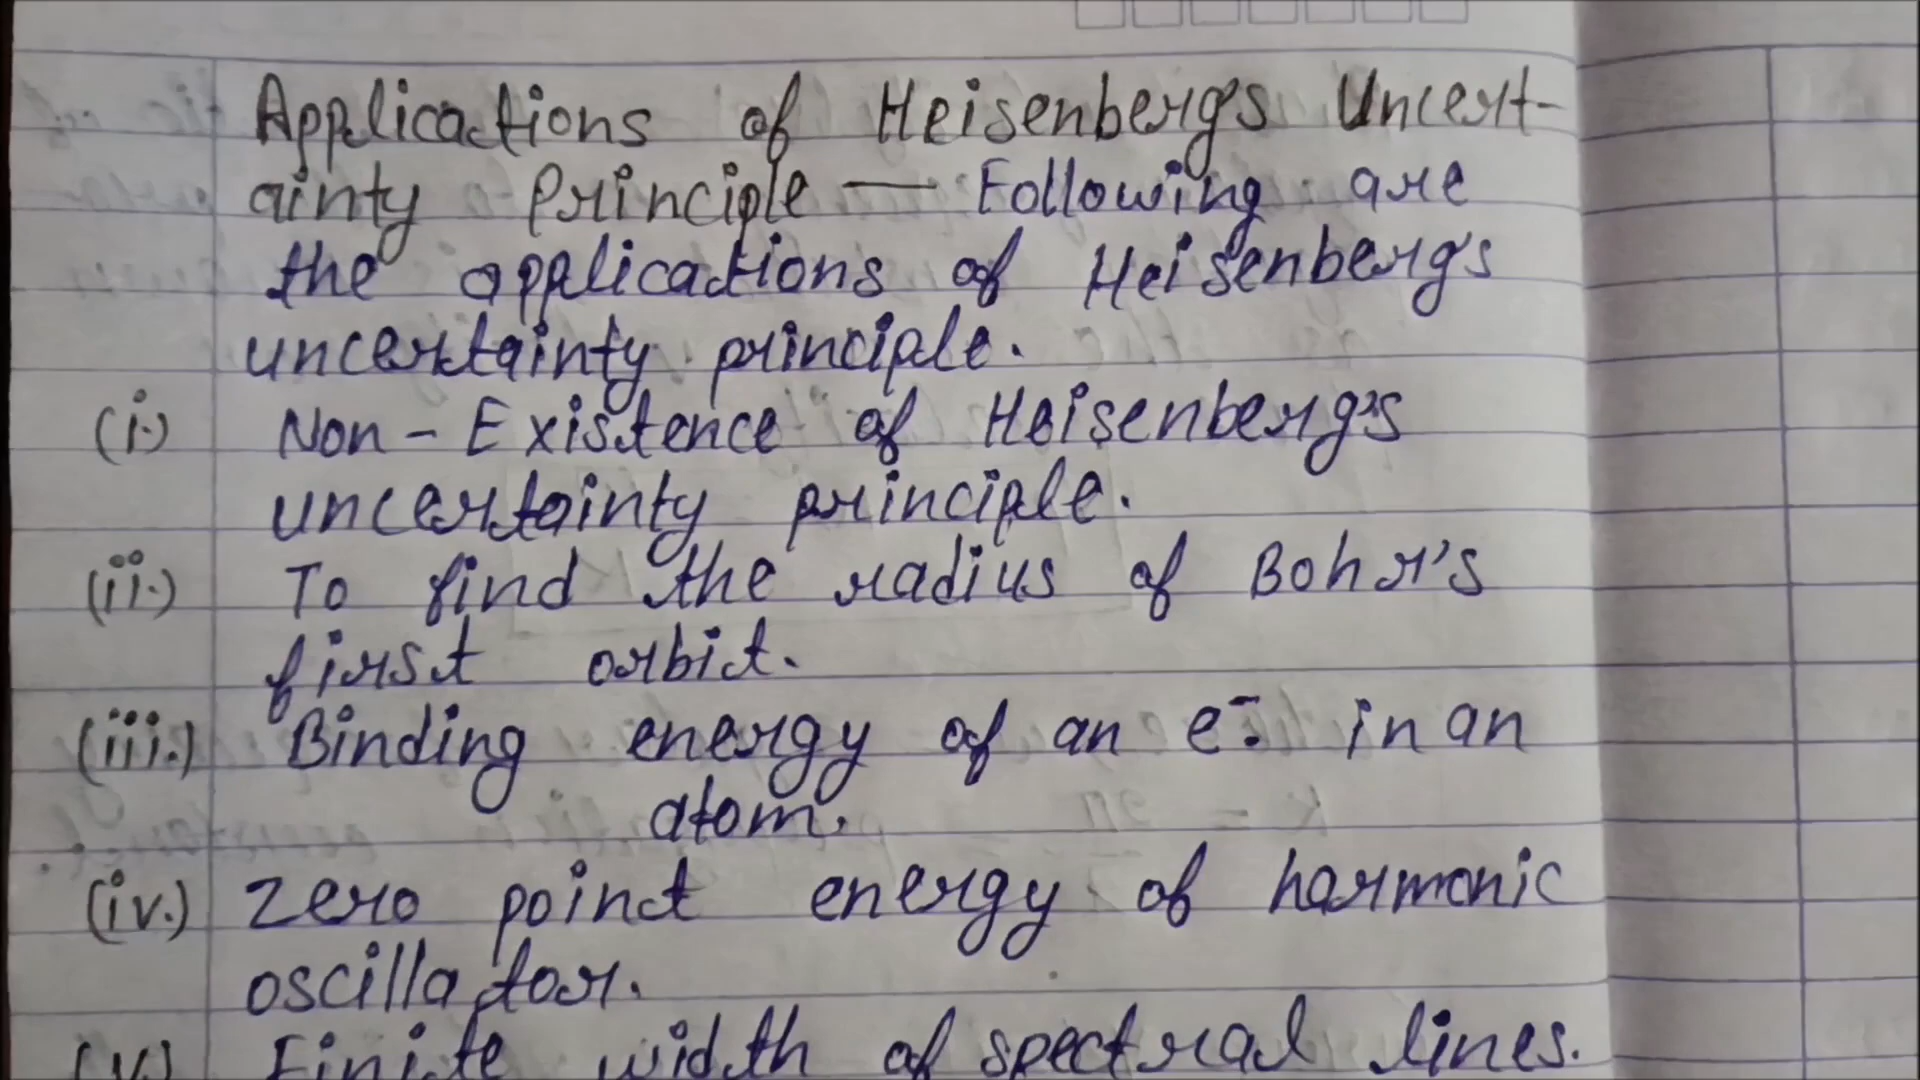 Applications of Heisenberg's Uncert-
ainty Principle — Following are
the applications of Heisenberg's
uncertainty principle.
(i.) Non-Existence of Heisenberg's
uncertainty principle.
(ii.) To find the radius of Bohr's
first orbit.
(iii.) Binding energy of an e⁻. in an
atom.
(iv.) Zero point energy of harmonic
oscillator.
(v.) Finite width of spectral lines.